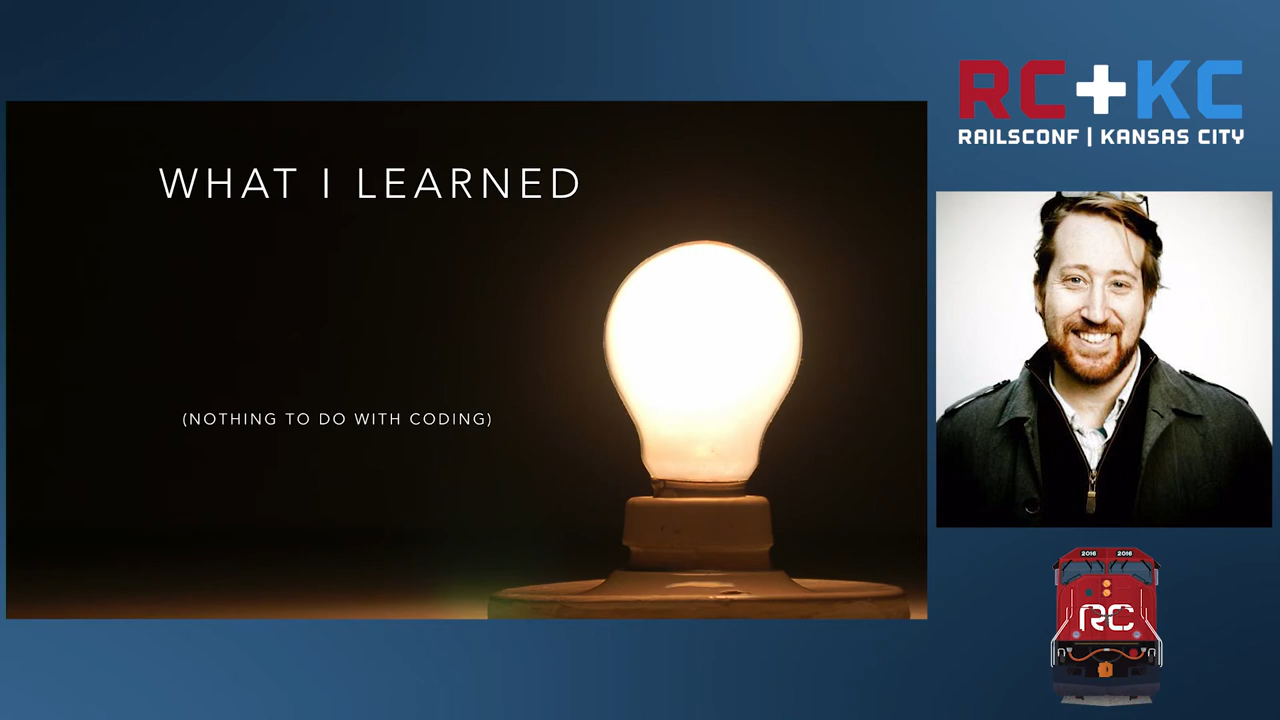 WHAT I LEARNED
(NOTHING TO DO WITH CODING)
RC+KC
RAILSCONF | KANSAS CITY
2016 2016
RC